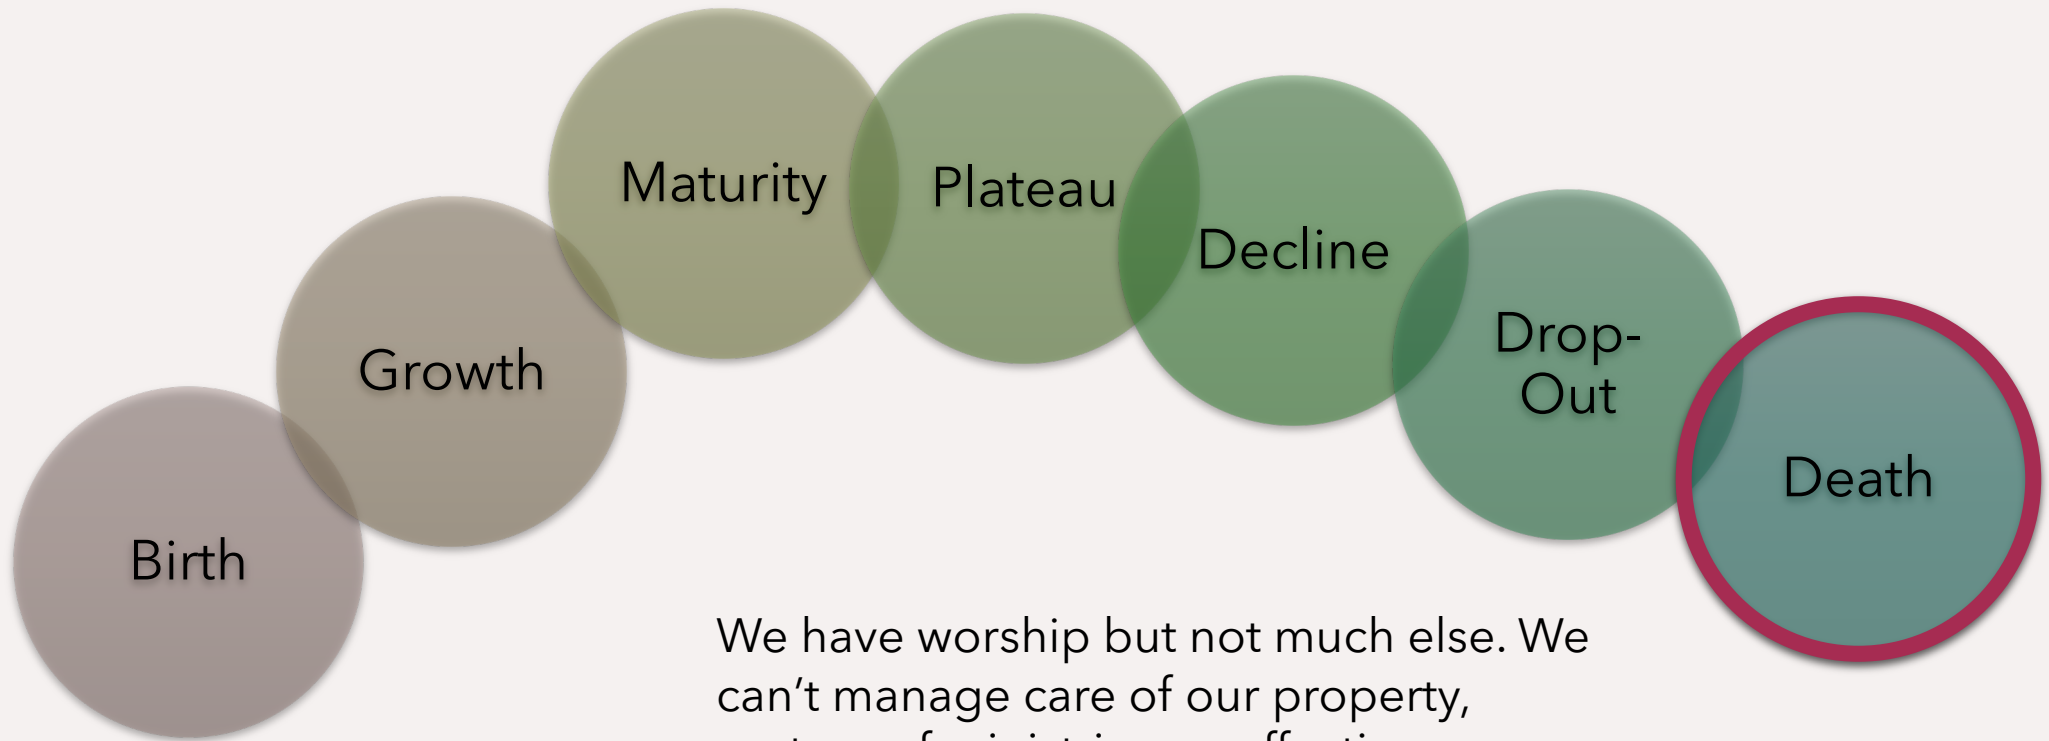 Birth
Growth
Maturity
Plateau
Decline
Drop-
Out
Death
We have worship but not much else. We
can’t manage care of our property,